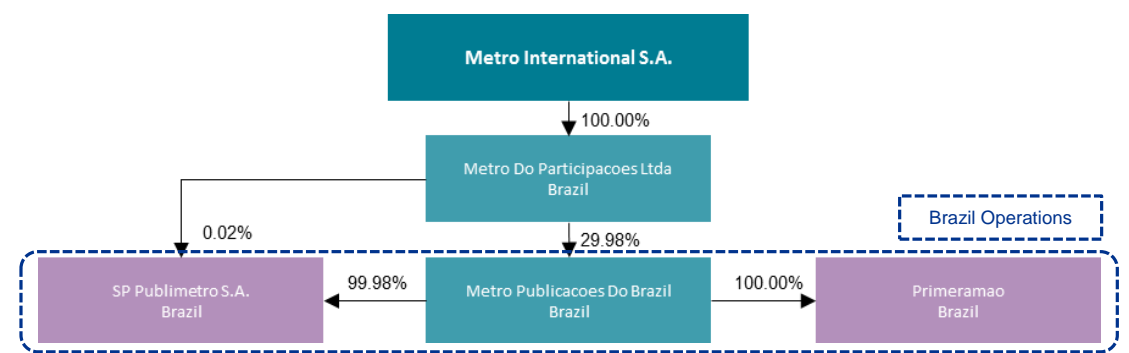 Metro International S.A.
100.00%
Metro Do Participacoes Ltda
Brazil
Brazil Operations
0.02%
29.98%
SP Publimetro S.A.
Brazil
99.98%
Metro Publicacoes Do Brazil
Brazil
100.00%
Primeramao
Brazil